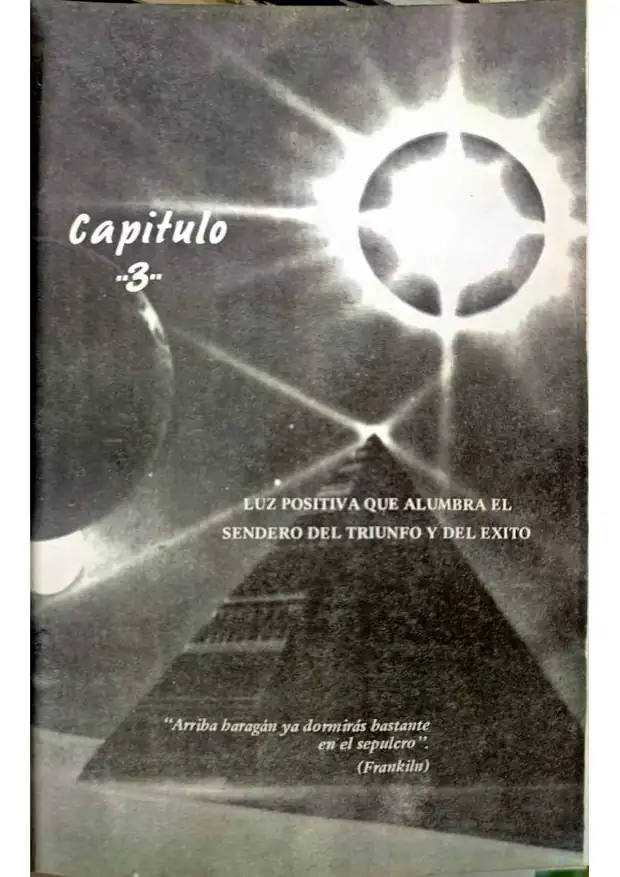 Capitulo
··3··
LUZ POSITIVA QUE ALUMBRA EL
SENDERO DEL TRIUNFO Y DEL EXITO
"Arriba haragán ya dormirás bastante
en el sepulcro".
(Frankiln)